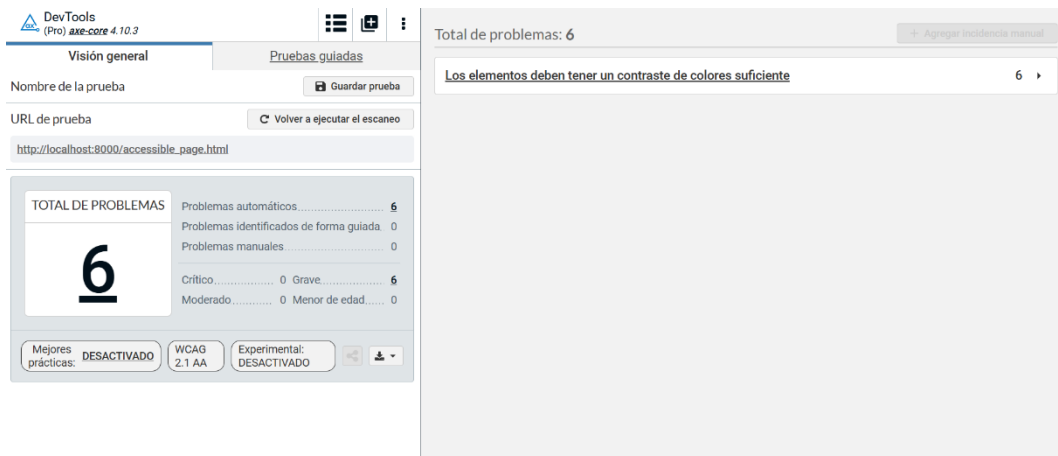 DevTools
(Pro) axe-core 4.10.3
Visión general
Pruebas guiadas
Nombre de la prueba
Guardar prueba
URL de prueba
Volver a ejecutar el escaneo
http://localhost:8000/accessible_page.html
TOTAL DE PROBLEMAS
6
Problemas automáticos 6
Problemas identificados de forma guiada 0
Problemas manuales 0
Crítico 0 Grave 6
Moderado 0 Menor de edad 0
Mejores prácticas: DESACTIVADO
WCAG 2.1 AA
Experimental: DESACTIVADO
Total de problemas: 6
+ Agregar incidencia manual
Los elementos deben tener un contraste de colores suficiente 6